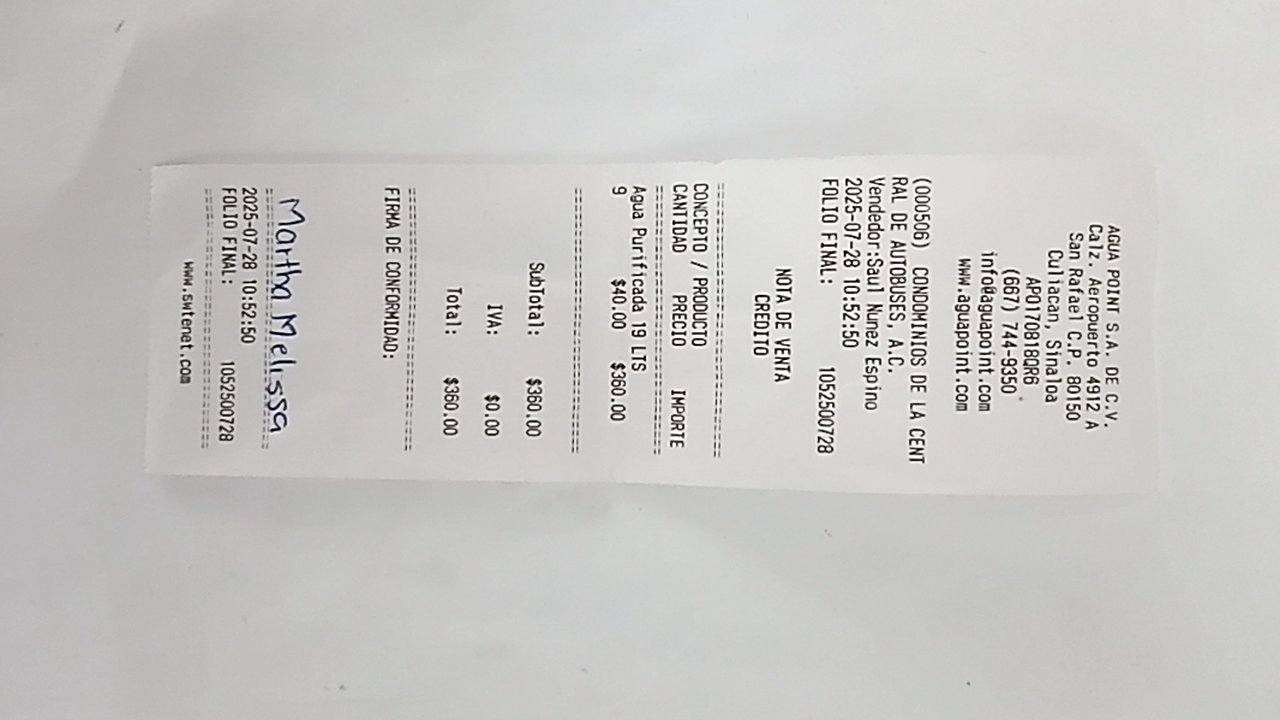 AGUA POINT S.A. DE C.V.
Calz. Aeropuerto 4912 A
San Rafael C.P. 80150
Culiacan, Sinaloa
APO170818QR6
(667) 744-9350
info@aguapoint.com
www.aguapoint.com
(000506) CONDOMINIOS DE LA CENT
RAL DE AUTOBUSES, A.C.
Vendedor:Saul Nunez Espino
2025-07-28 10:52:50
FOLIO FINAL: 1052500728
NOTA DE VENTA
CREDITO
CONCEPTO / PRODUCTO
CANTIDAD PRECIO IMPORTE
Agua Purificada 19 LTS
9 $40.00 $360.00
SubTotal: $360.00
IVA: $0.00
Total: $360.00
FIRMA DE CONFORMIDAD:
Martha Melissa
2025-07-28 10:52:50
FOLIO FINAL: 1052500728
www.swtenet.com